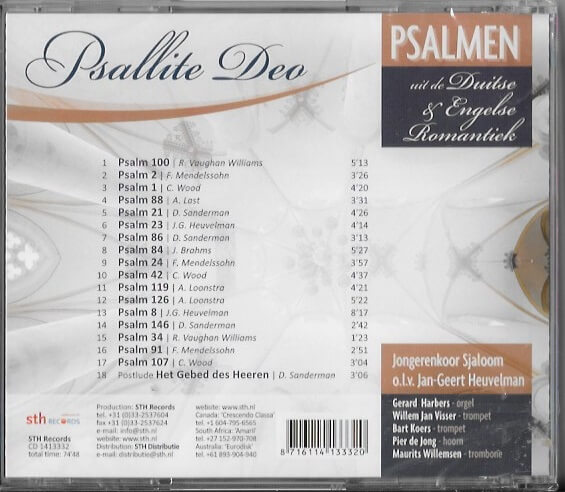 Psallite Deo
PSALMEN
uit de Duitse
& Engelse
Romantiek
1 Psalm 100 | R. Vaughan Williams 5'13
2 Psalm 2 | F. Mendelssohn 3'26
3 Psalm 1 | C. Wood 4'20
4 Psalm 88 | A. Last 3'31
5 Psalm 21 | D. Sanderman 4'26
6 Psalm 23 | J.G. Heuvelman 4'14
7 Psalm 86 | D. Sanderman 3'13
8 Psalm 84 | J. Brahms 5'27
9 Psalm 24 | F. Mendelssohn 3'57
10 Psalm 42 | C. Wood 4'37
11 Psalm 119 | A. Loonstra 4'21
12 Psalm 126 | A. Loonstra 5'22
13 Psalm 8 | J.G. Heuvelman 8'17
14 Psalm 146 | D. Sanderman 2'42
15 Psalm 34 | R. Vaughan Williams 1'23
16 Psalm 91 | F. Mendelssohn 2'51
17 Psalm 107 | C. Wood 3'04
18 Postlude Het Gebed des Heeren | D. Sanderman 3'06
Jongerenkoor Sjaloom
o.l.v. Jan-Geert Heuvelman
Gerard Harbers - orgel
Willem Jan Visser - trompet
Bart Koers - trompet
Pier de Jong - hoorn
Maurits Willemsen - trombone
sth RECORDS
STH Records
CD 1413332
total time: 74'48
Production: STH Records
tel. +31 (0)33-2537604
fax +31 (0)33-2537624
e-mail: info@sth.nl
website: www.sth.nl
Distribution: STH Distributie
e-mail: distributie@sth.nl
website: www.sth.nl
Canada: 'Crescendo Classa'
tel. +1 604-795-6565
South Africa: 'Amaril'
tel. +27 152-970-708
Australia: 'Eurodisk'
tel. +61 893-904-940
8 716114 133320